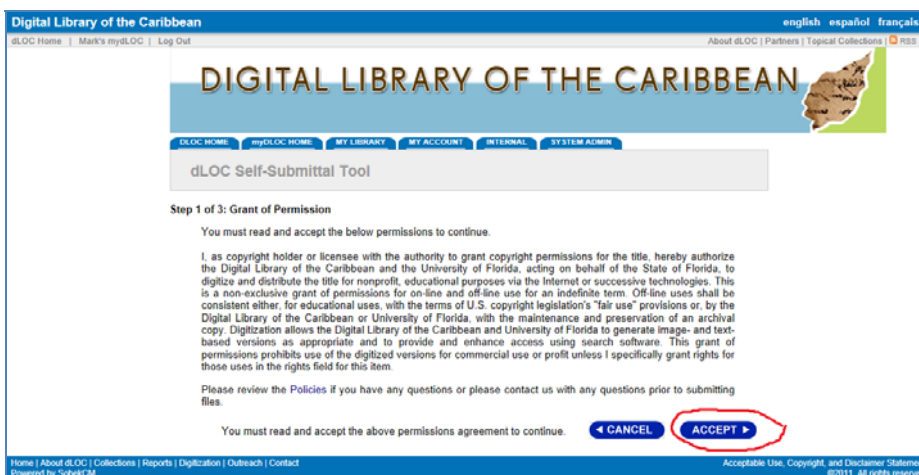 Digital Library of the Caribbean english español français
dLOC Home | Mark's myDLOC | Log Out About dLOC | Partners | Topical Collections | RSS
DIGITAL LIBRARY OF THE CARIBBEAN
DLOC HOME myDLOC HOME MY LIBRARY MY ACCOUNT INTERNAL SYSTEM ADMIN
dLOC Self-Submittal Tool
Step 1 of 3: Grant of Permission
You must read and accept the below permissions to continue.
I, as copyright holder or licensee with the authority to grant copyright permissions for the title, hereby authorize
the Digital Library of the Caribbean and the University of Florida, acting on behalf of the State of Florida, to
digitize and distribute the title for nonprofit, educational purposes via the Internet or successive technologies. This
is a non-exclusive grant of permissions for on-line and off-line use for an indefinite term. Off-line uses shall be
consistent either, for educational uses, with the terms of U.S. copyright legislation's "fair use" provisions or, by the
Digital Library of the Caribbean or University of Florida, with the maintenance and preservation of an archival
copy. Digitization allows the Digital Library of the Caribbean and University of Florida to generate image- and text-
based versions as appropriate and to provide and enhance access using search software. This grant of
permissions prohibits use of the digitized versions for commercial use or profit unless I specifically grant rights for
those uses in the rights field for this item.
Please review the Policies if you have any questions or please contact us with any questions prior to submitting
files.
You must read and accept the above permissions agreement to continue. CANCEL ACCEPT
Home | About dLOC | Collections | Reports | Digitization | Outreach | Contact Acceptable Use, Copyright, and Disclaimer Stateme
Powered by SobekCM ©2011. All rights reserve